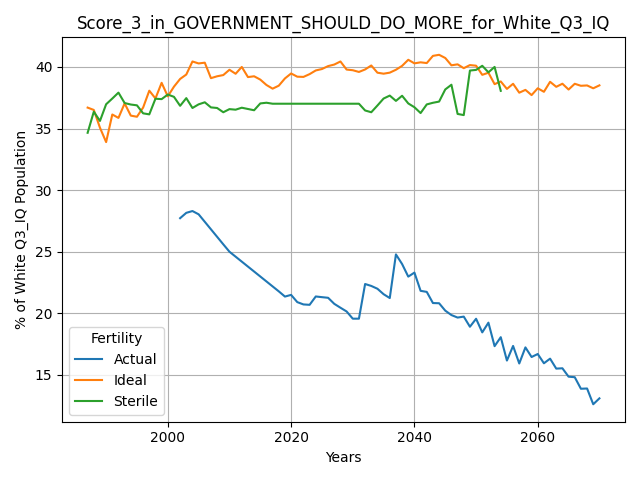 Score_3_in_GOVERNMENT_SHOULD_DO_MORE_for_White_Q3_IQ
% of White Q3_IQ Population
40
35
30
25
20
15
Fertility
Actual
Ideal
Sterile
2000
2020
2040
2060
Years